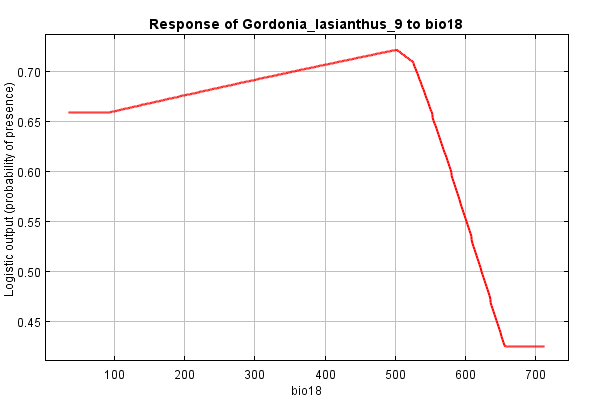 Response of Gordonia_lasianthus_9 to bio18
Logistic output (probability of presence)
0.70
0.65
0.60
0.55
0.50
0.45
100 200 300 400 500 600 700
bio18